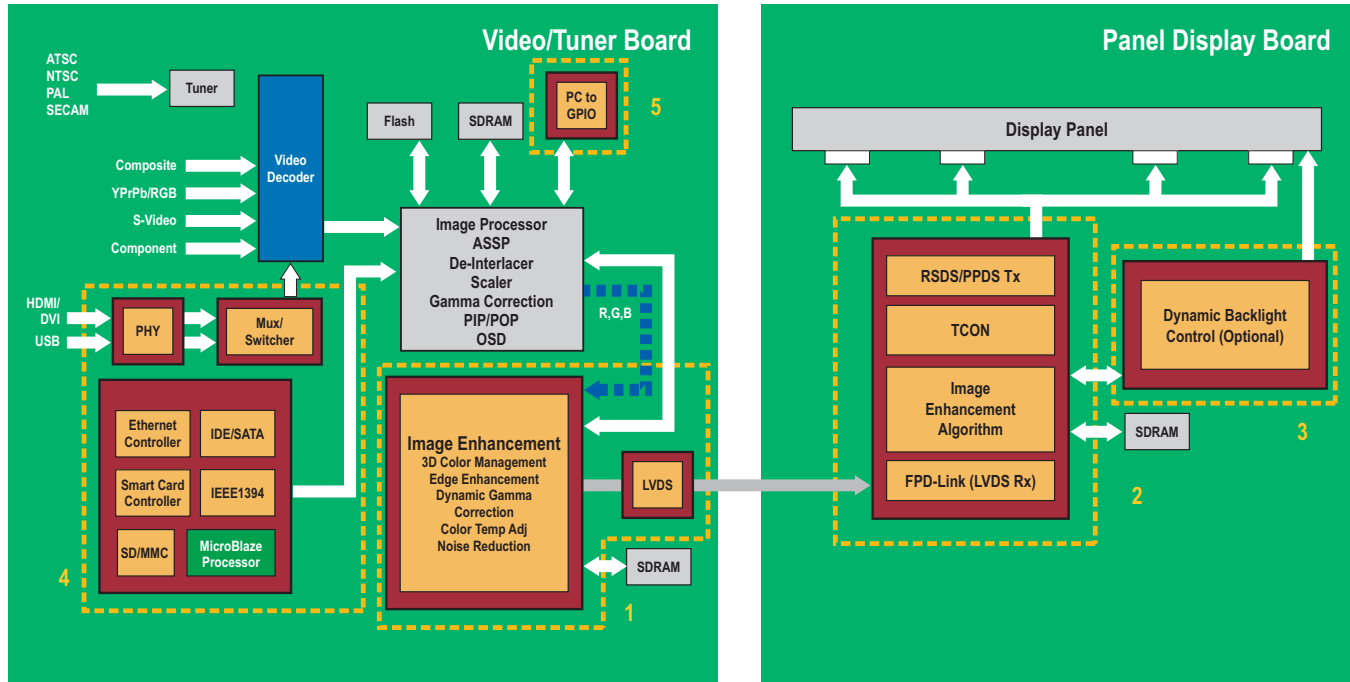 Video/Tuner Board
ATSC
NTSC
PAL
SECAM
Tuner
Composite
YPrPb/RGB
S-Video
Component
Video
Decoder
Flash
SDRAM
PC to
GPIO
5
Image Processor
ASSP
De-Interlacer
Scaler
Gamma Correction
PIP/POP
OSD
R,G,B
HDMI/
DVI
USB
PHY
Mux/
Switcher
Ethernet
Controller
IDE/SATA
Smart Card
Controller
IEEE1394
SD/MMC
MicroBlaze
Processor
4
Image Enhancement
3D Color Management
Edge Enhancement
Dynamic Gamma
Correction
Color Temp Adj
Noise Reduction
LVDS
SDRAM
1
Panel Display Board
Display Panel
RSDS/PPDS Tx
TCON
Image
Enhancement
Algorithm
FPD-Link (LVDS Rx)
2
Dynamic Backlight
Control (Optional)
3
SDRAM